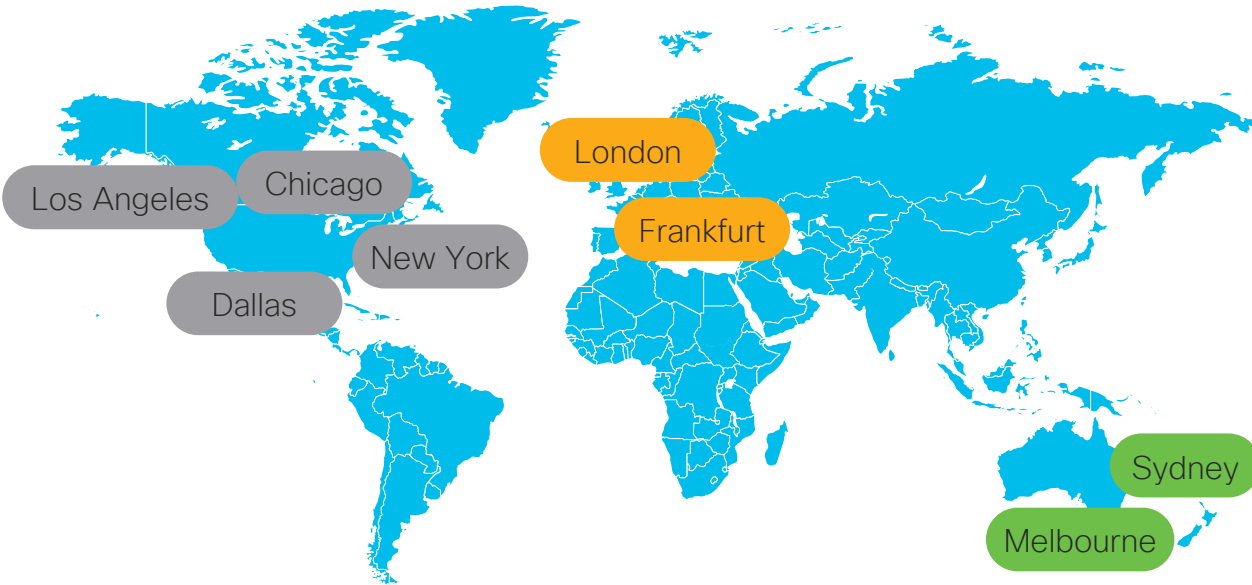 London
Chicago
Los Angeles
Frankfurt
New York
Dallas
Sydney
Melbourne